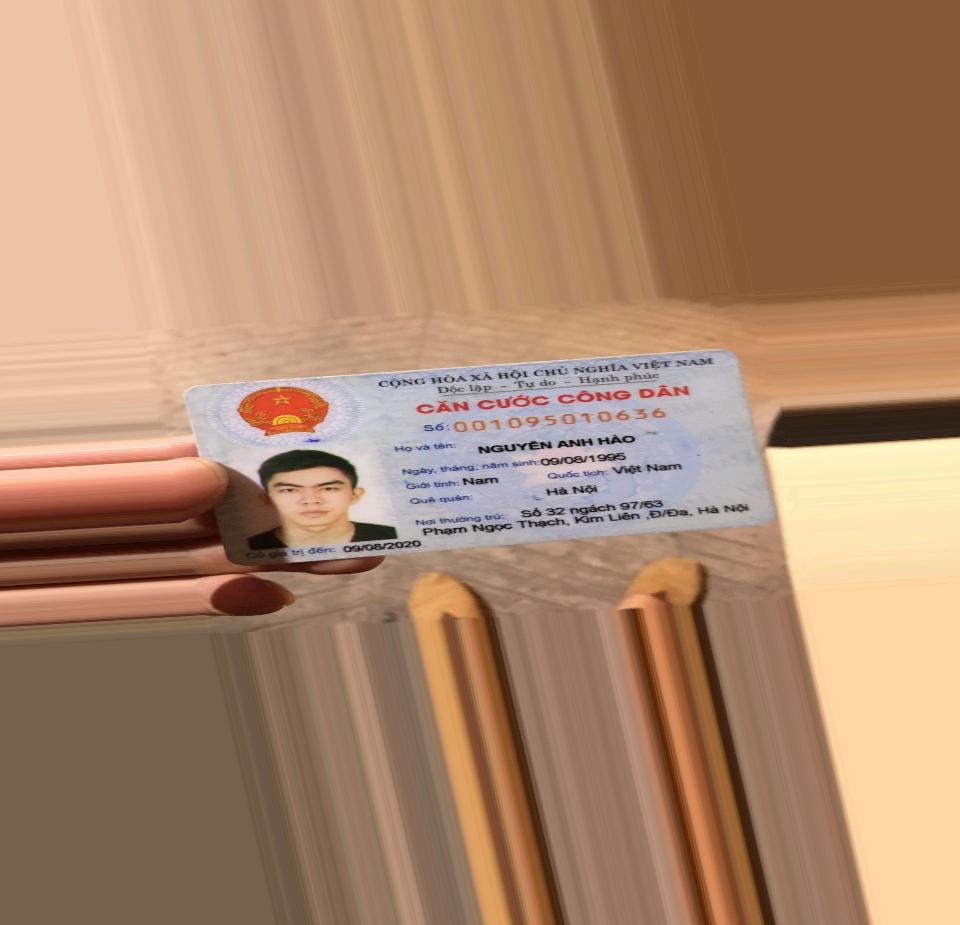 CỘNG HÒA XÃ HỘI CHỦ NGHĨA VIỆT NAM
Độc lập - Tự do - Hạnh phúc
CĂN CƯỚC CÔNG DÂN
Số: 001095010636
Họ và tên: NGUYỄN ANH HÀO
Ngày, tháng, năm sinh: 09/08/1995
Giới tính: Nam Quốc tịch: Việt Nam
Quê quán:
Hà Nội
Nơi thường trú: Số 32 ngách 97/63
Phạm Ngọc Thạch, Kim Liên ,Đ/Đa, Hà Nội
Có giá trị đến: 09/08/2020